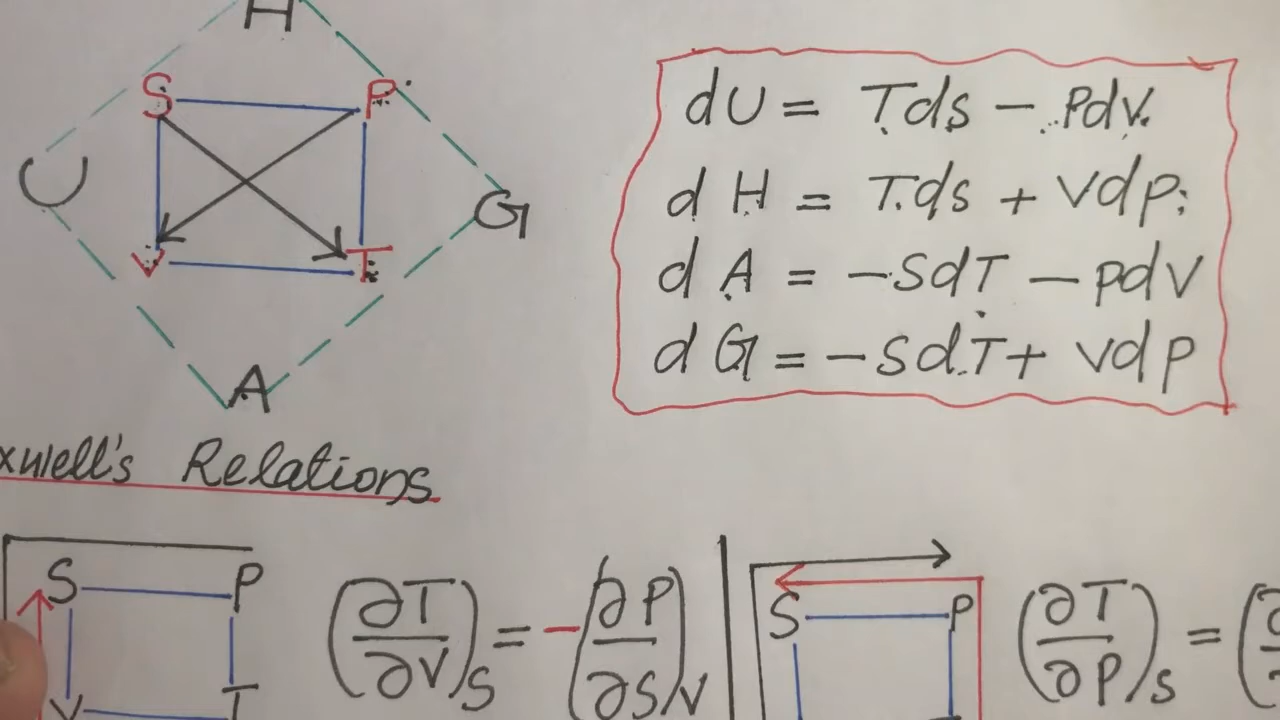 H
S P
U G
V T
A
dU = Tds - PdV
dH = Tds + VdP
dA = -SdT - PdV
dG = -SdT + VdP
xwell's Relations
S P
V T
(∂T/∂V)S = -(∂P/∂S)V
S P
(∂T/∂P)S = (